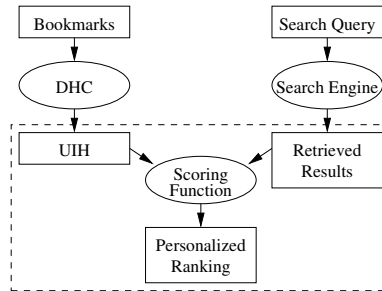 Bookmarks
Search Query
DHC
Search Engine
UIH
Retrieved
Results
Scoring
Function
Personalized
Ranking